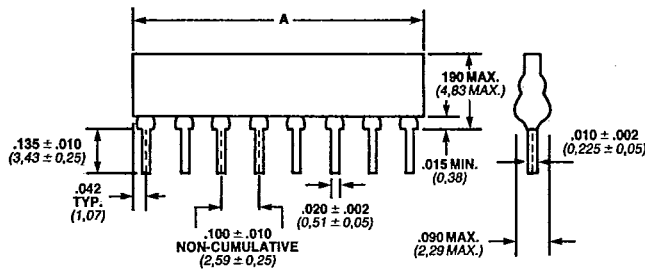 A
190 MAX.
(4,83 MAX.)
.135 ± .010
(3,43 ± 0,25)
.015 MIN.
(0,38)
.010 ± .002
(0,225 ± 0,05)
.042
TYP.
(1,07)
.020 ± .002
(0,51 ± 0,05)
.100 ± .010
NON-CUMULATIVE
(2,59 ± 0,25)
.090 MAX.
(2,29 MAX.)